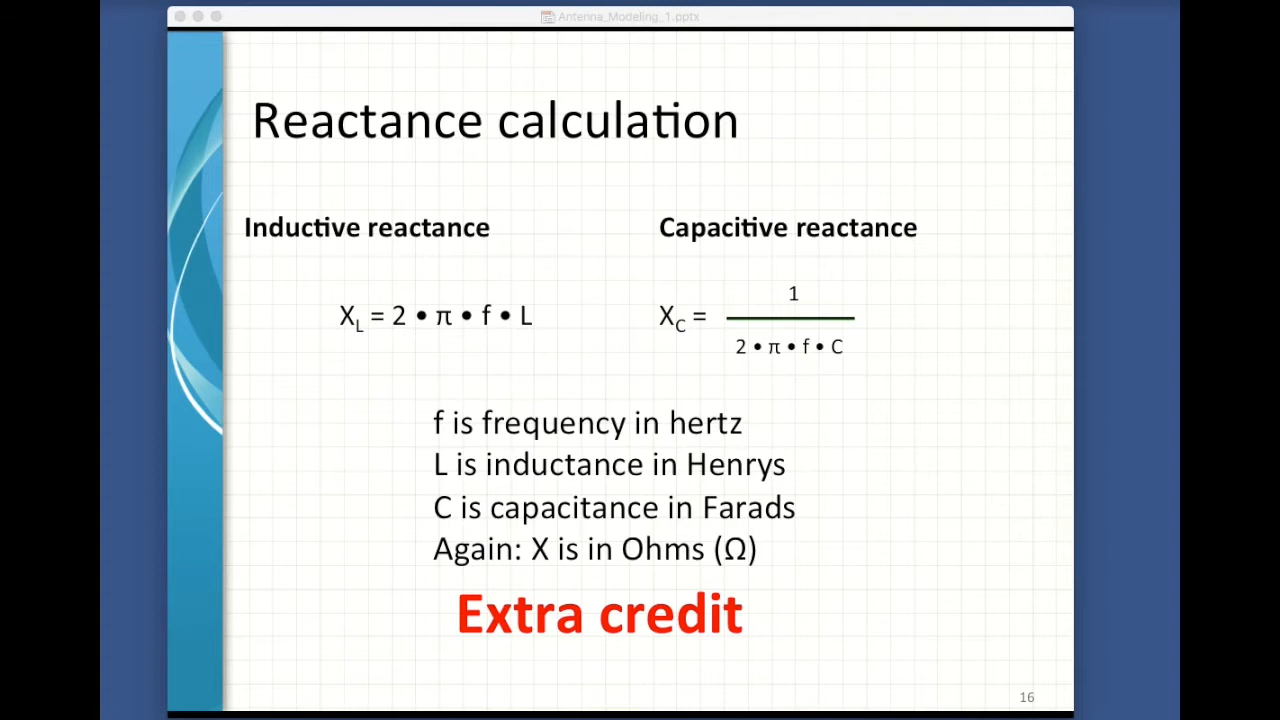 Antenna_Modeling_1.pptx
Reactance calculation
Inductive reactance
Capacitive reactance
X_L = 2 • π • f • L
X_C = 1 / 2 • π • f • C
f is frequency in hertz
L is inductance in Henrys
C is capacitance in Farads
Again: X is in Ohms (Ω)
Extra credit
16